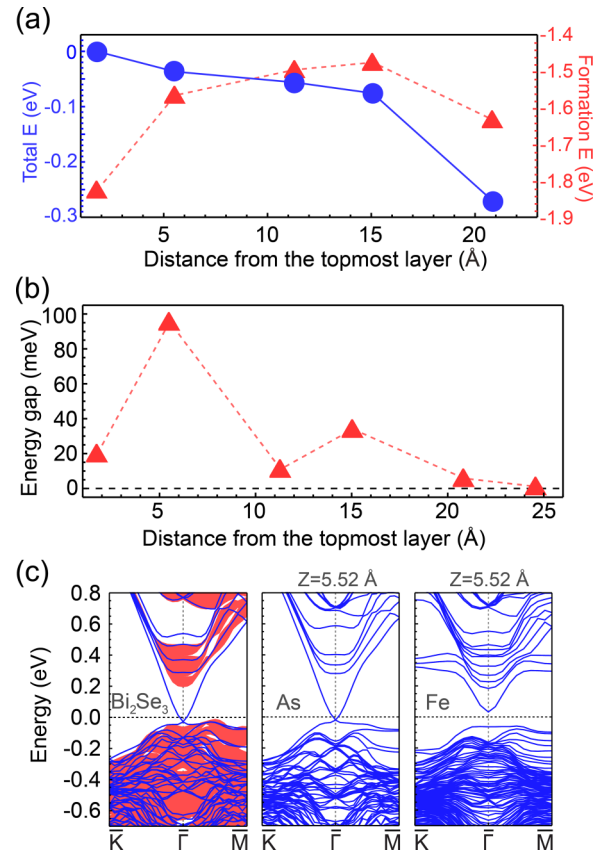 (a)
0
-0.1
-0.2
-0.3
Total E (eV)
-1.4
-1.5
-1.6
-1.7
-1.8
-1.9
Formation E (eV)
5 10 15 20
Distance from the topmost layer (Å)
(b)
100
80
60
40
20
0
Energy gap (meV)
5 10 15 20 25
Distance from the topmost layer (Å)
(c)
Z=5.52 Å Z=5.52 Å
0.8
0.6
0.4
0.2
0.0
-0.2
-0.4
-0.6
Energy (eV)
Bi₂Se₃ As Fe
K̅ Γ̅ M̅ K̅ Γ̅ M̅ K̅ Γ̅ M̅